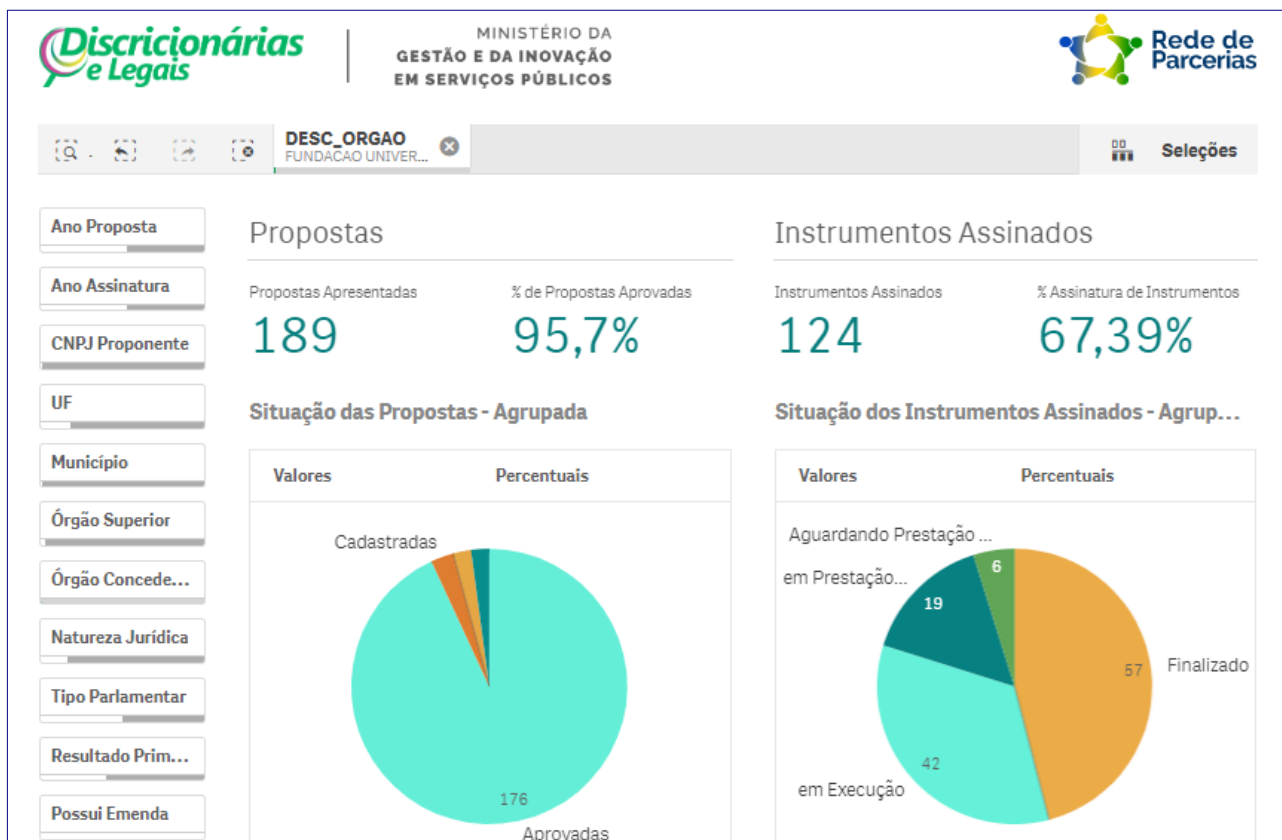 Discricionárias
e Legais
MINISTÉRIO DA
GESTÃO E DA INOVAÇÃO
EM SERVIÇOS PÚBLICOS
Rede de
Parcerias
DESC_ORGAO
FUNDACAO UNIVER...
Seleções
Ano Proposta
Ano Assinatura
CNPJ Proponente
UF
Município
Órgão Superior
Órgão Concede...
Natureza Jurídica
Tipo Parlamentar
Resultado Prim...
Possui Emenda
Propostas
Propostas Apresentadas
% de Propostas Aprovadas
189
95,7%
Situação das Propostas - Agrupada
Valores
Percentuais
Cadastradas
176
Aprovadas
Instrumentos Assinados
Instrumentos Assinados
% Assinatura de Instrumentos
124
67,39%
Situação dos Instrumentos Assinados - Agrup...
Valores
Percentuais
Aguardando Prestação ...
6
em Prestação...
19
57
Finalizado
42
em Execução